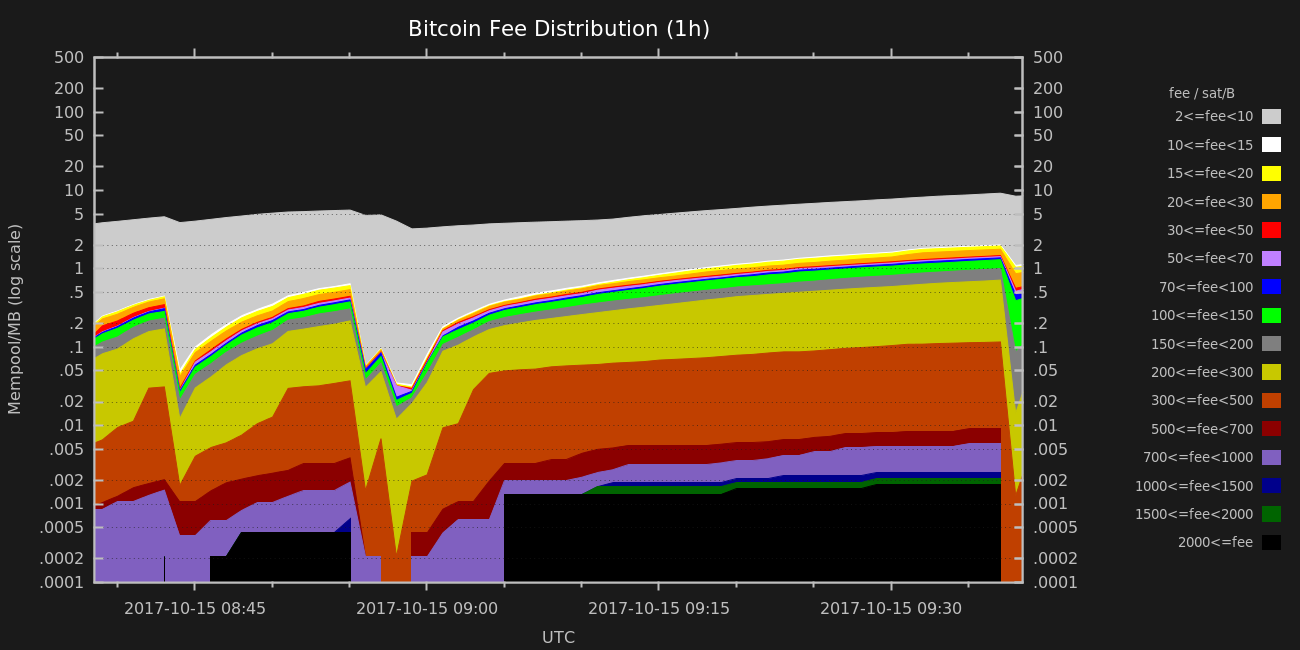 Bitcoin Fee Distribution (1h)
Mempool/MB (log scale)
500
200
100
50
20
10
5
2
1
.5
.2
.1
.05
.02
.01
.005
.002
.001
.0005
.0002
.0001
500
200
100
50
20
10
5
2
1
.5
.2
.1
.05
.02
.01
.005
.002
.001
.0005
.0002
.0001
2017-10-15 08:45
2017-10-15 09:00
2017-10-15 09:15
2017-10-15 09:30
UTC
fee / sat/B
2<=fee<10
10<=fee<15
15<=fee<20
20<=fee<30
30<=fee<50
50<=fee<70
70<=fee<100
100<=fee<150
150<=fee<200
200<=fee<300
300<=fee<500
500<=fee<700
700<=fee<1000
1000<=fee<1500
1500<=fee<2000
2000<=fee